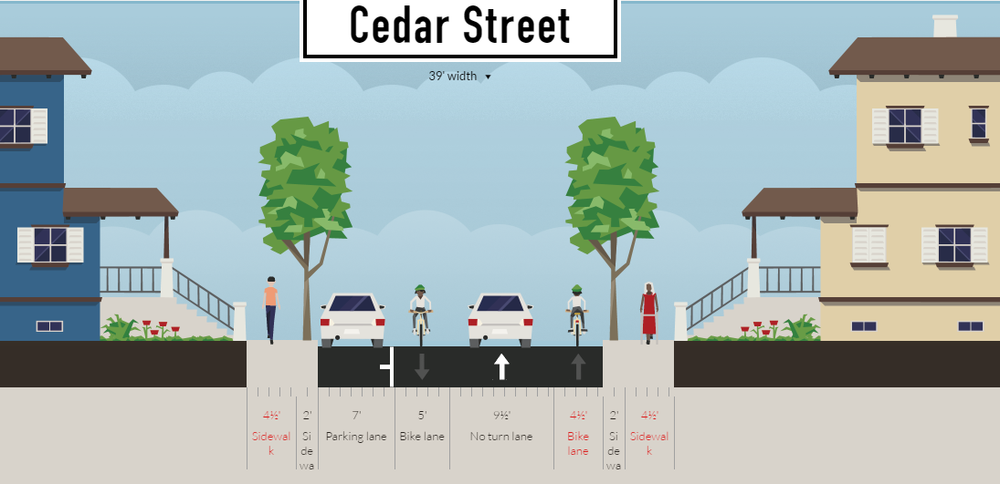 Cedar Street
39' width
4½' 2' 7' 5' 9½' 4½' 2' 4½'
Sidewal Si Parking lane Bike lane No turn lane Bike Si Sidewal
k de lane de k
wa wa